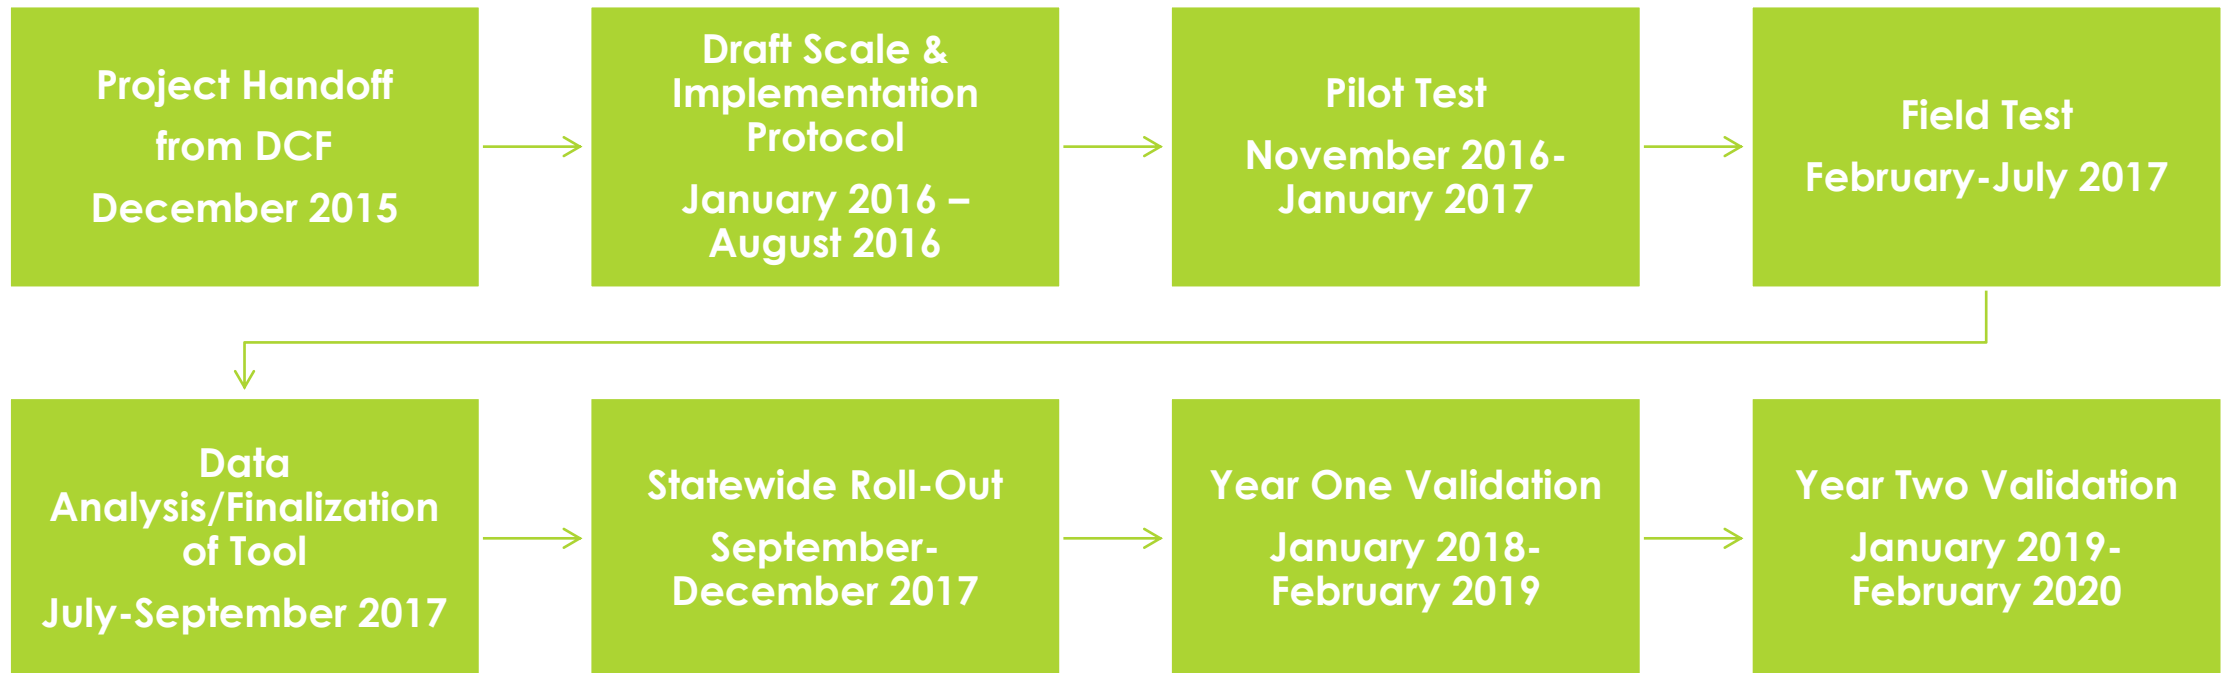 Project Handoff
from DCF
December 2015
Draft Scale &
Implementation
Protocol
January 2016 –
August 2016
Pilot Test
November 2016-
January 2017
Field Test
February-July 2017
Data
Analysis/Finalization
of Tool
July-September 2017
Statewide Roll-Out
September-
December 2017
Year One Validation
January 2018-
February 2019
Year Two Validation
January 2019-
February 2020